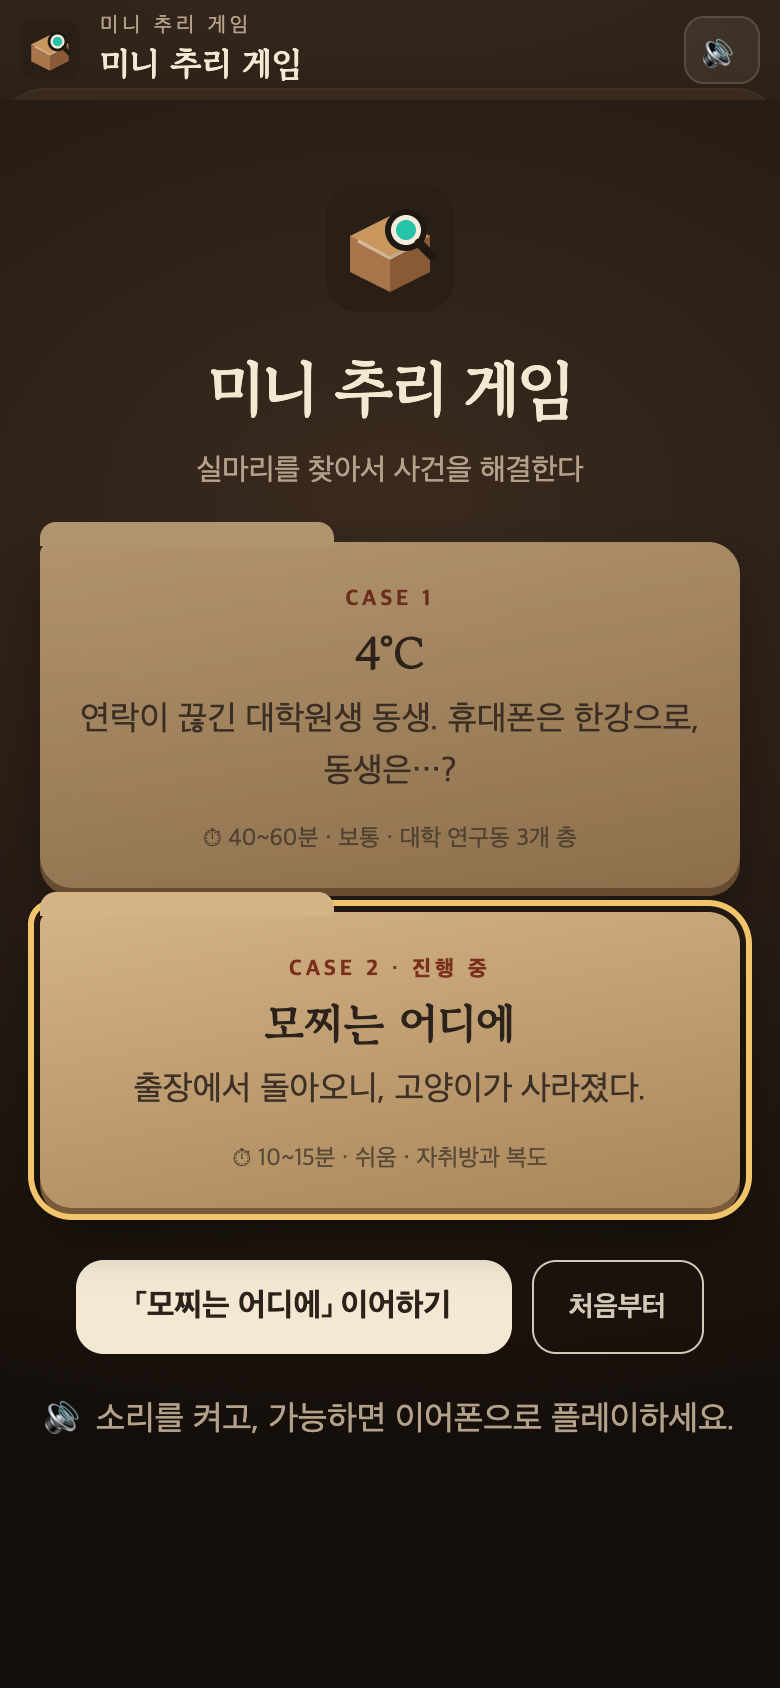 미니 추리 게임
미니 추리 게임
미니 추리 게임
실마리를 찾아서 사건을 해결한다
CASE 1
4°C
연락이 끊긴 대학원생 동생. 휴대폰은 한강으로,
동생은…?
⏱ 40~60분 · 보통 · 대학 연구동 3개 층
CASE 2 · 진행 중
모찌는 어디에
출장에서 돌아오니, 고양이가 사라졌다.
⏱ 10~15분 · 쉬움 · 자취방과 복도
「모찌는 어디에」 이어하기
처음부터
🔊 소리를 켜고, 가능하면 이어폰으로 플레이하세요.